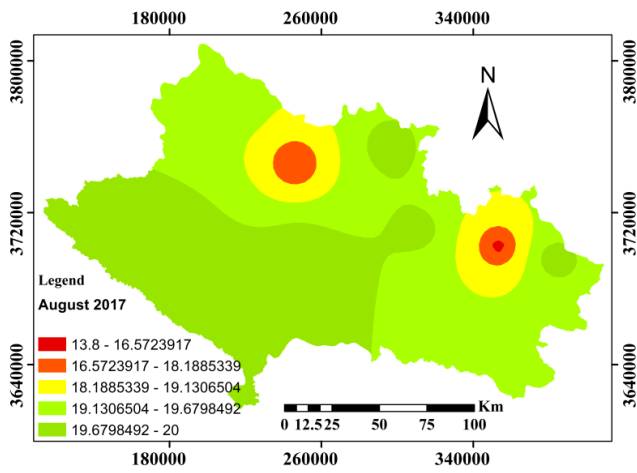 180000 260000 340000
3800000 3800000
N
3720000 3720000
Legend
August 2017
13.8 - 16.5723917
16.5723917 - 18.1885339
18.1885339 - 19.1306504
19.1306504 - 19.6798492
19.6798492 - 20
3640000 3640000
Km
0 12.525 50 75 100
180000 260000 340000